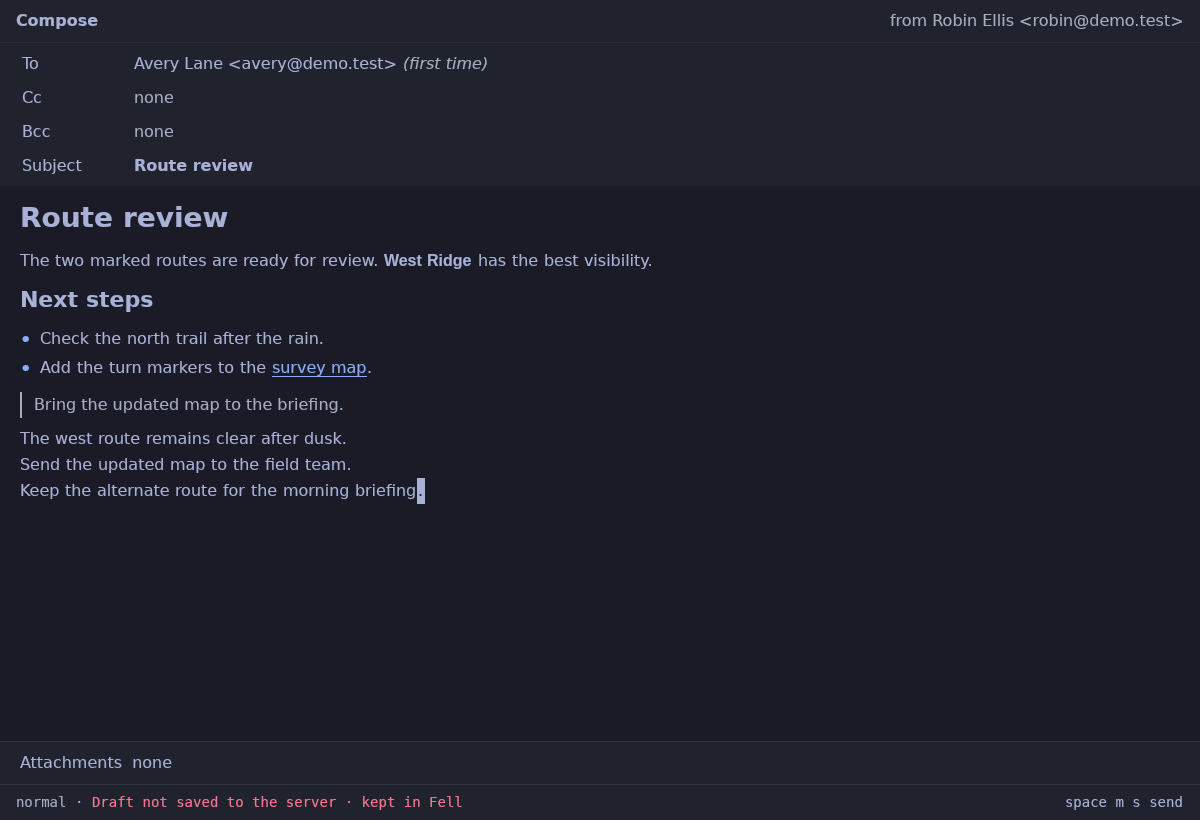 Compose
from Robin Ellis <robin@demo.test>
To Avery Lane <avery@demo.test> (first time)
Cc none
Bcc none
Subject Route review
Route review
The two marked routes are ready for review. West Ridge has the best visibility.
Next steps
• Check the north trail after the rain.
• Add the turn markers to the survey map.
Bring the updated map to the briefing.
The west route remains clear after dusk.
Send the updated map to the field team.
Keep the alternate route for the morning briefing.
Attachments none
normal · Draft not saved to the server · kept in Fell
space m s send